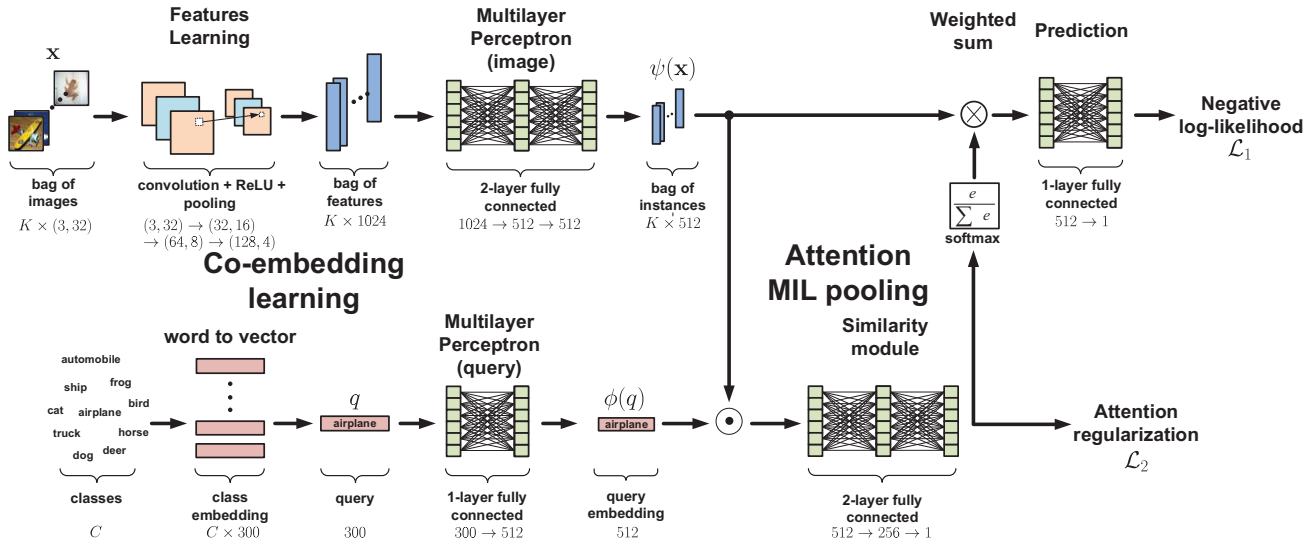 Features
Learning
Multilayer
Perceptron
(image)
Weighted
sum
Prediction
x
ψ(x)
Negative
log-likelihood
L₁
bag of
images
K × (3, 32)
convolution + ReLU +
pooling
(3, 32) → (32, 16)
→ (64, 8) → (128, 4)
bag of
features
K × 1024
2-layer fully
connected
1024 → 512 → 512
bag of
instances
K × 512
e
∑ e
softmax
1-layer fully
connected
512 → 1
Co-embedding
learning
Attention
MIL pooling
word to vector
Multilayer
Perceptron
(query)
Similarity
module
automobile
ship frog
cat airplane bird
truck horse
dog deer
q
airplane
ϕ(q)
airplane
Attention
regularization
L₂
classes
C
class
embedding
C × 300
query
300
1-layer fully
connected
300 → 512
query
embedding
512
2-layer fully
connected
512 → 256 → 1